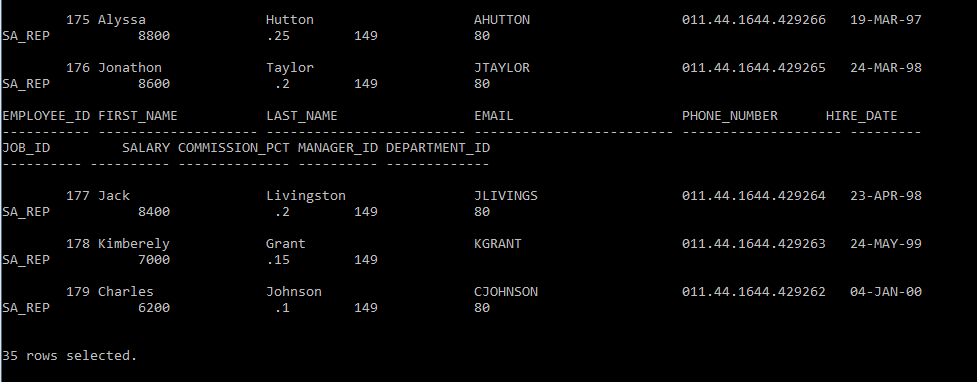 175 Alyssa Hutton AHUTTON 011.44.1644.429266 19-MAR-97
SA_REP 8800 .25 149 80
176 Jonathon Taylor JTAYLOR 011.44.1644.429265 24-MAR-98
SA_REP 8600 .2 149 80
EMPLOYEE_ID FIRST_NAME LAST_NAME EMAIL PHONE_NUMBER HIRE_DATE
----------- -------------------- ------------------------- ------------------------- -------------------- ---------
JOB_ID SALARY COMMISSION_PCT MANAGER_ID DEPARTMENT_ID
---------- ---------- -------------- ---------- -------------
177 Jack Livingston JLIVINGS 011.44.1644.429264 23-APR-98
SA_REP 8400 .2 149 80
178 Kimberely Grant KGRANT 011.44.1644.429263 24-MAY-99
SA_REP 7000 .15 149
179 Charles Johnson CJOHNSON 011.44.1644.429262 04-JAN-00
SA_REP 6200 .1 149 80
35 rows selected.